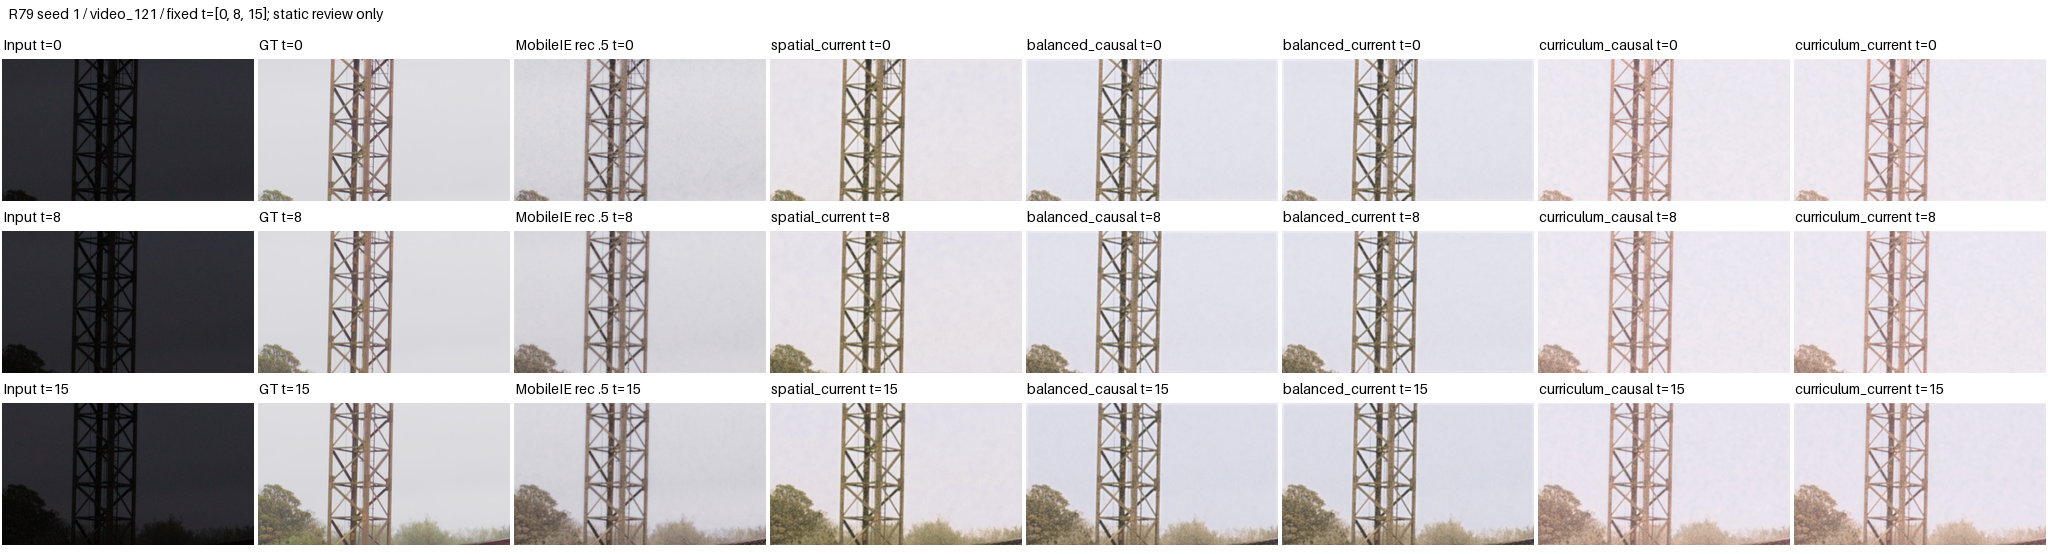 R79 seed 1 / video_121 / fixed t=[0, 8, 15]; static review only
Input t=0 GT t=0 MobileIE rec .5 t=0 spatial_current t=0 balanced_causal t=0 balanced_current t=0 curriculum_causal t=0 curriculum_current t=0
Input t=8 GT t=8 MobileIE rec .5 t=8 spatial_current t=8 balanced_causal t=8 balanced_current t=8 curriculum_causal t=8 curriculum_current t=8
Input t=15 GT t=15 MobileIE rec .5 t=15 spatial_current t=15 balanced_causal t=15 balanced_current t=15 curriculum_causal t=15 curriculum_current t=15